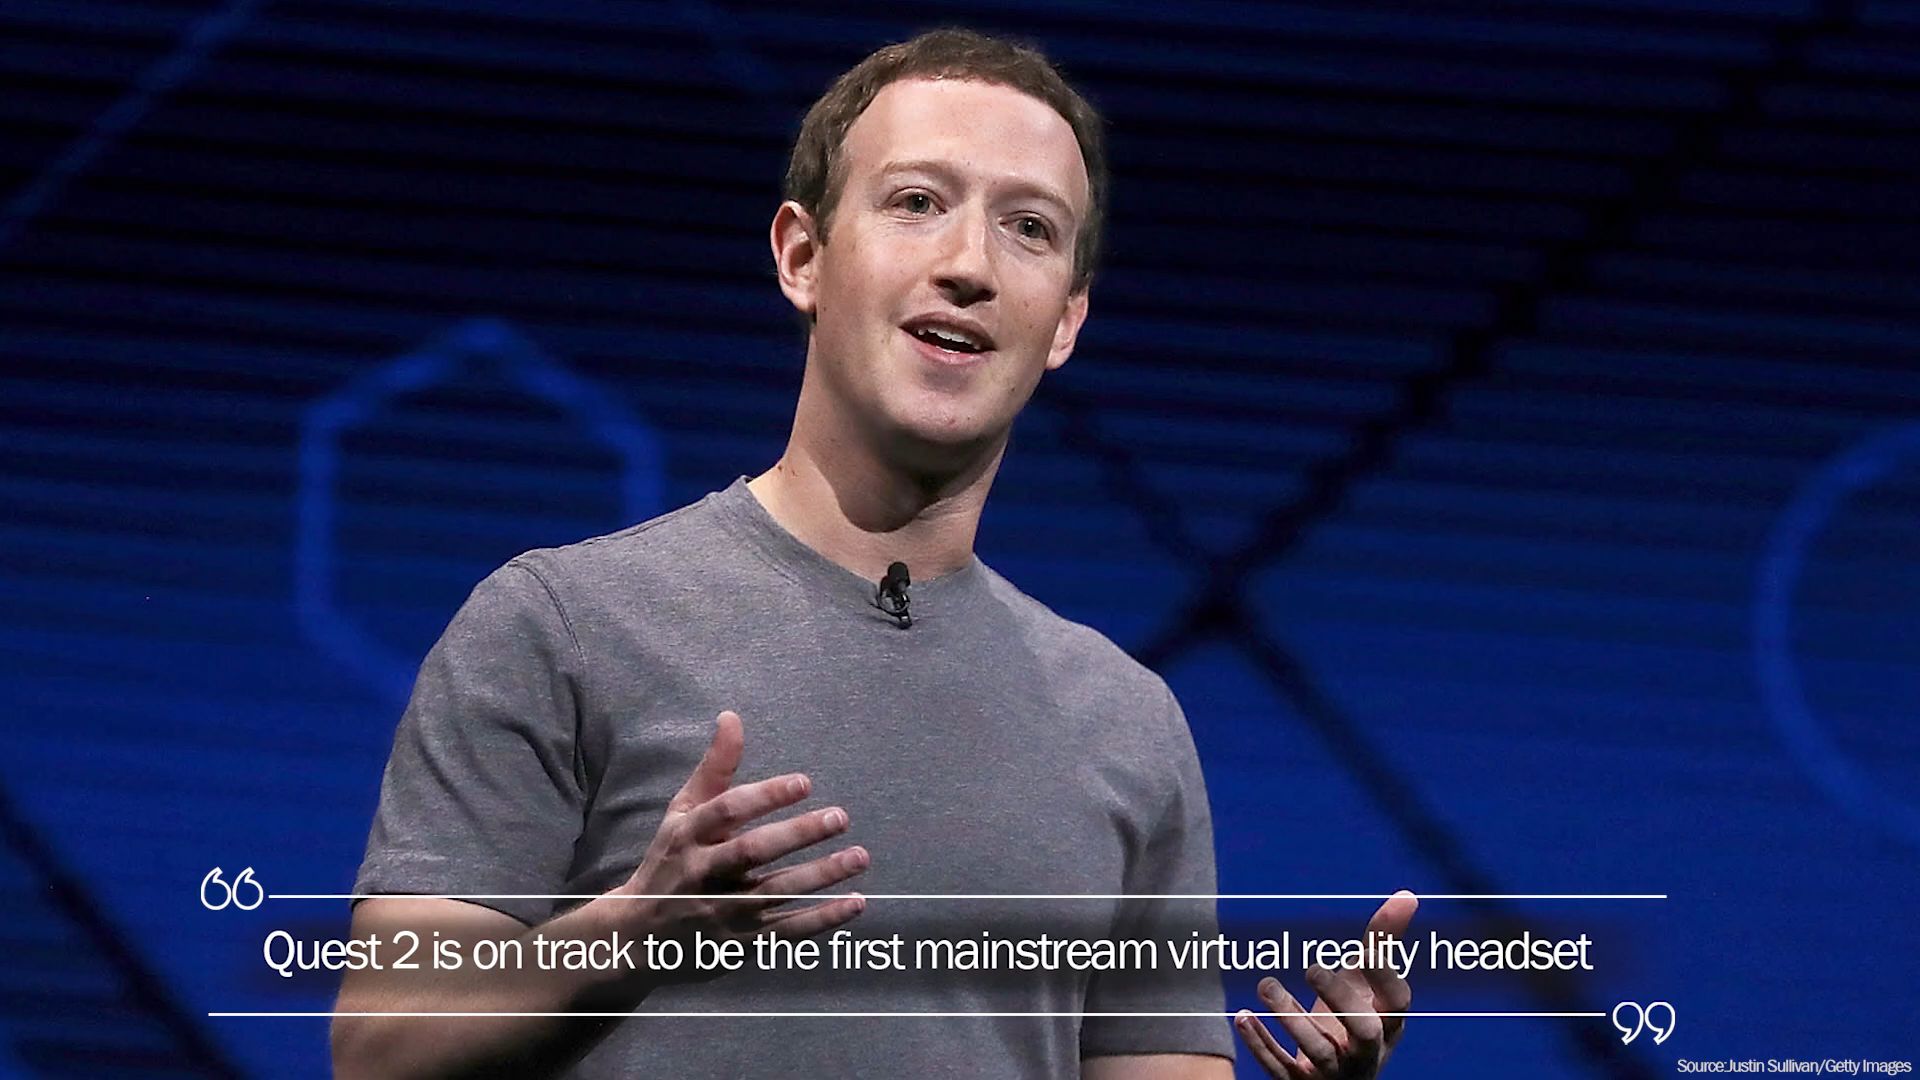 “
Quest 2 is on track to be the first mainstream virtual reality headset
”
Source:Justin Sullivan/Getty Images